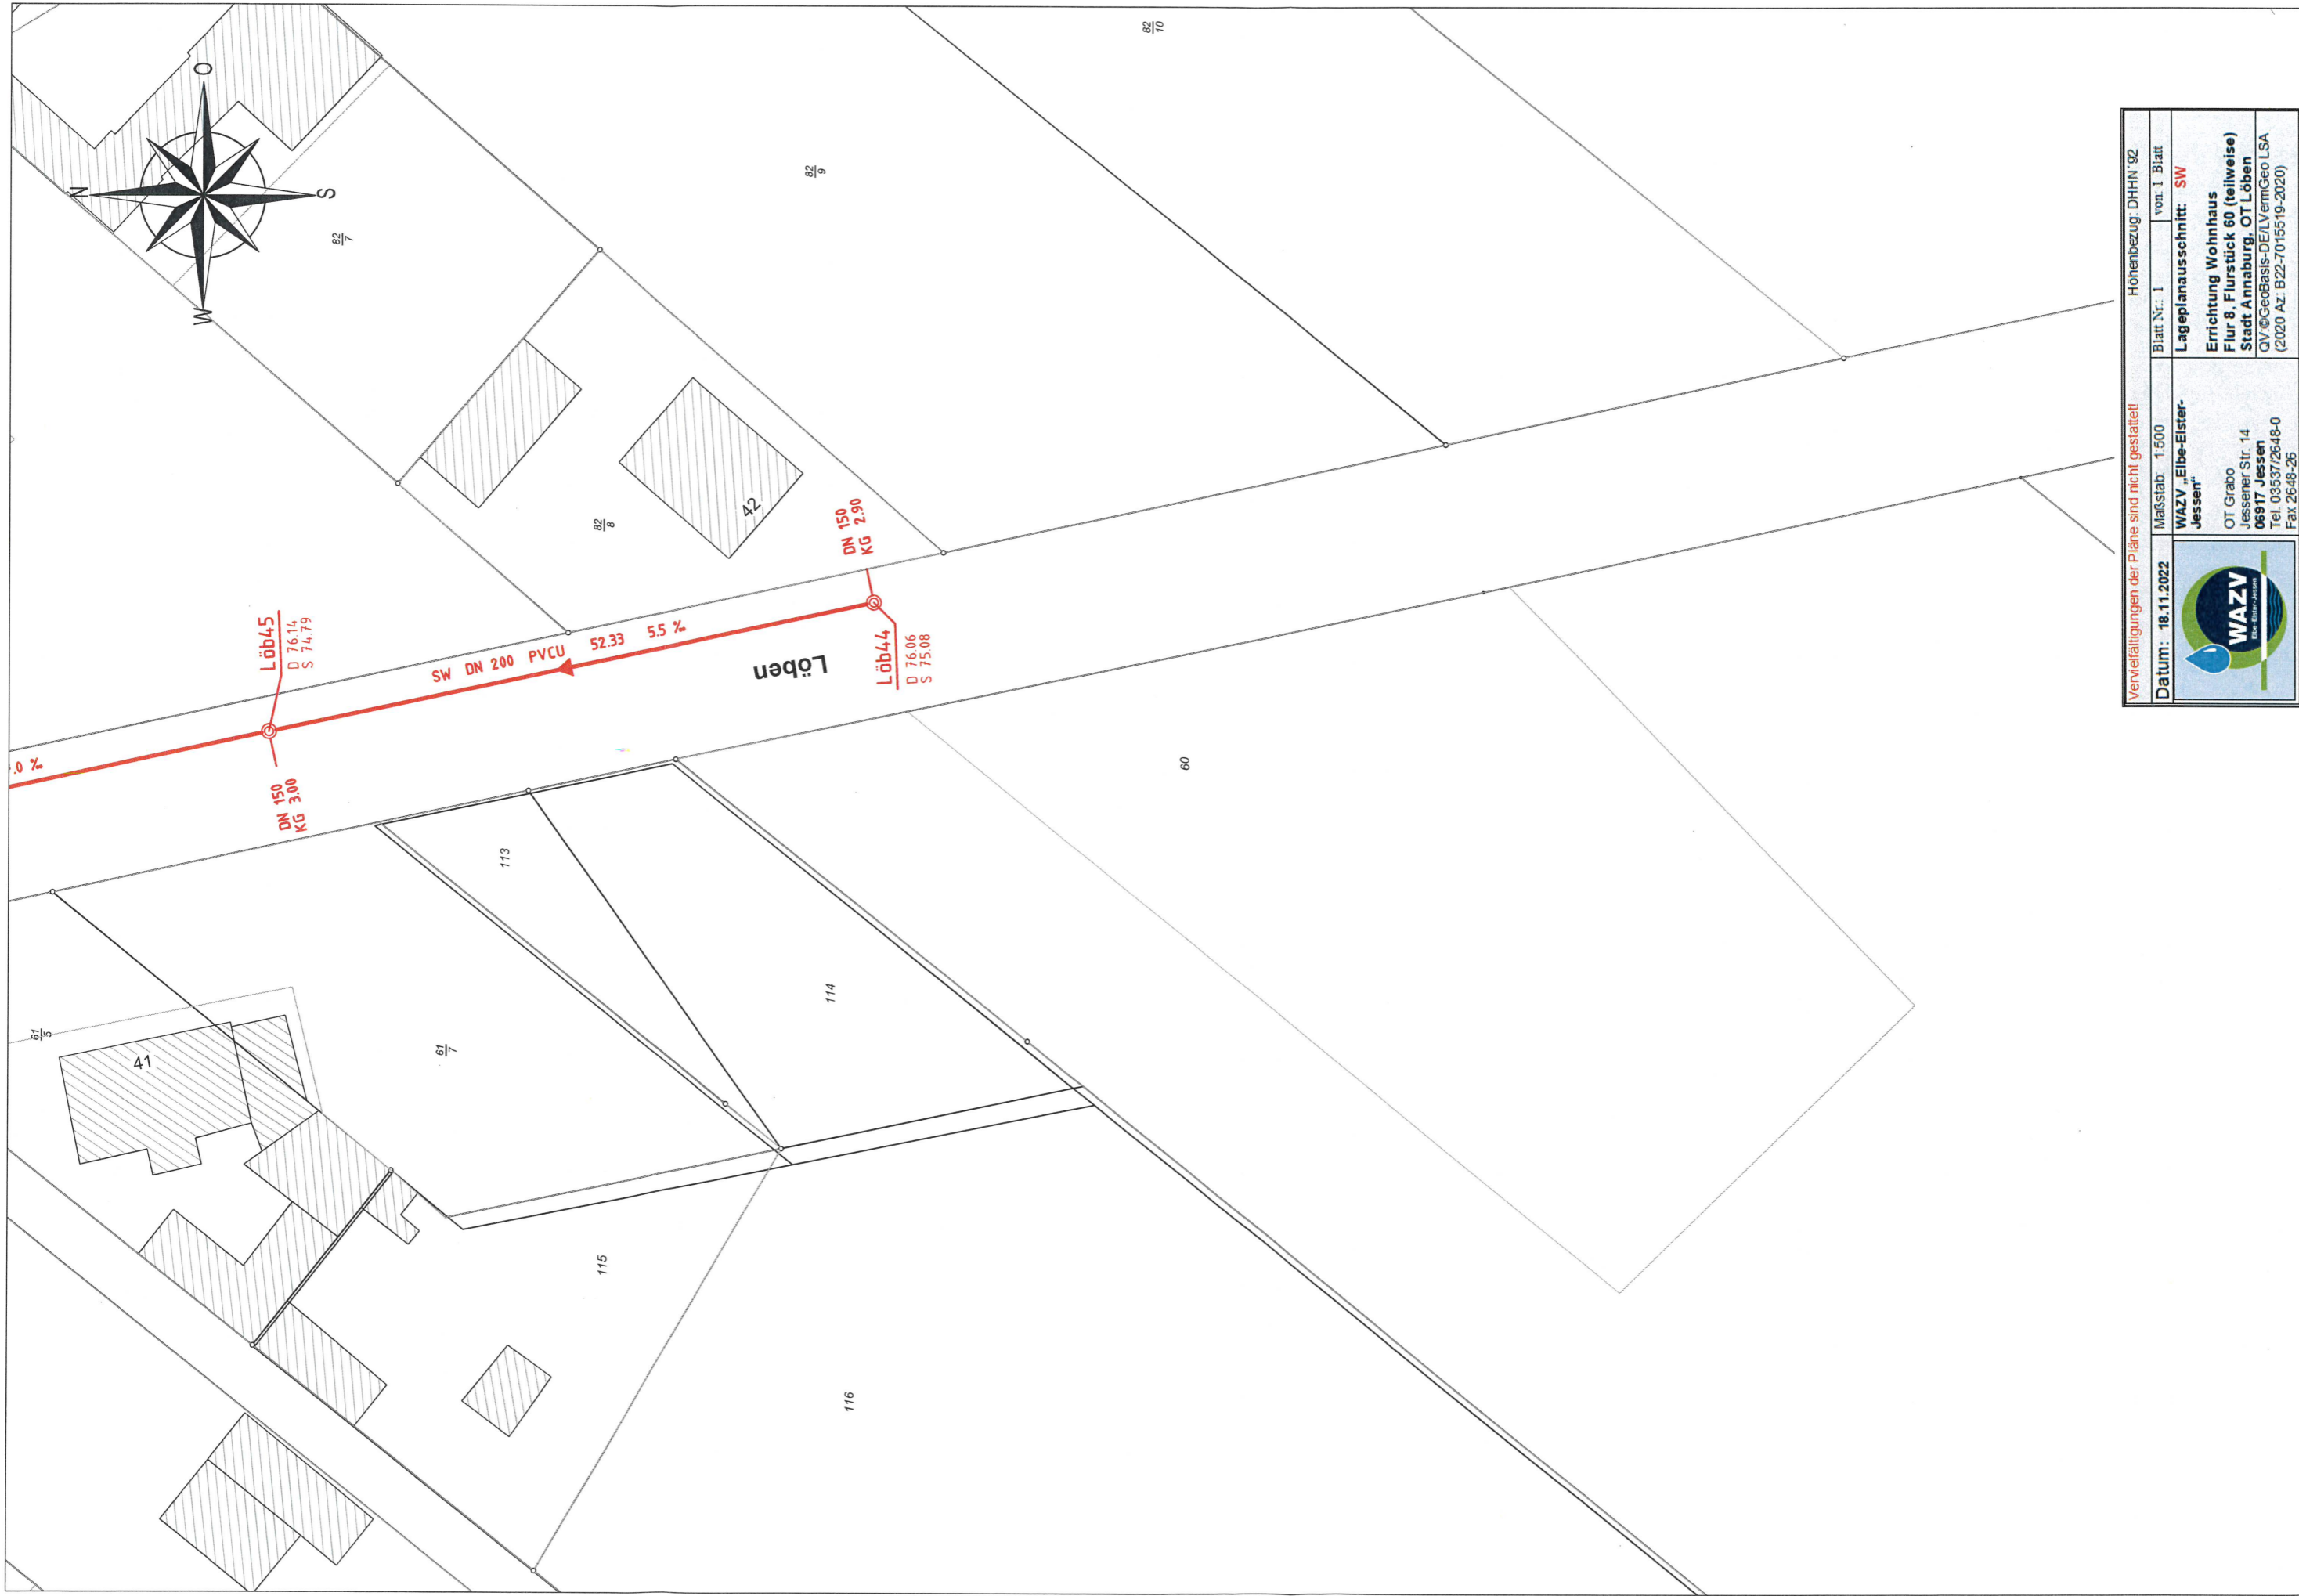 N
O
S
W
82
10
82
9
82
7
82
8
42
Löb45
D 76.14
S 74.79
SW DN 200 PVCU 52.33 5.5 ‰
DN 150
KG 2.90
Löb44
D 76.06
S 75.08
Löben
.0 ‰
DN 150
KG 3.00
113
114
60
61
5
41
61
7
115
116
Vervielfältigungen der Pläne sind nicht gestattet! Höhenbezug: DHHN'92
Datum: 18.11.2022 Maßstab: 1:500 Blatt Nr.: 1 von: 1 Blatt
WAZV
Elbe-Elster-Jessen
WAZV „Elbe-Elster-
Jessen"
OT Grabo
Jessener Str. 14
06917 Jessen
Tel. 03537/2648-0
Fax 2648-26
Lageplanausschnitt: SW
Errichtung Wohnhaus
Flur 8, Flurstück 60 (teilweise)
Stadt Annaburg, OT Löben
QV:©GeoBasis-DE/LVermGeo LSA
(2020 AZ: B22-7015519-2020)